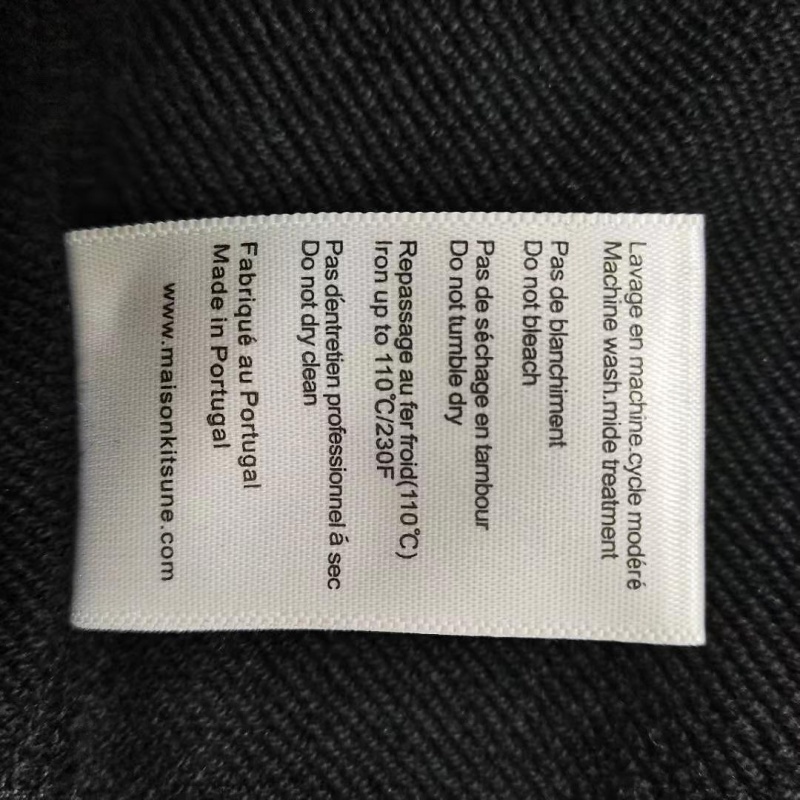 Lavage en machine.cycle modéré
Machine wash.mide treatment
Pas de blanchiment
Do not bleach
Pas de séchage en tambour
Do not tumble dry
Repassage au fer froid(110℃)
Iron up to 110℃/230F
Pas d'entretien professionnel á sec
Do not dry clean
Fabriqué au Portugal
Made in Portugal
www.maisonkitsune.com